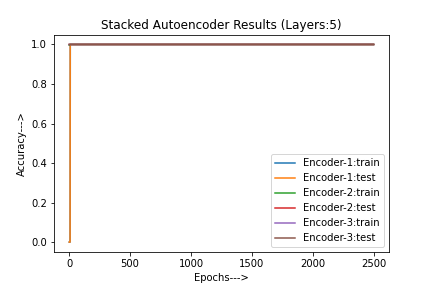 Stacked Autoencoder Results (Layers:5)
1.0
0.8
0.6
0.4
0.2
0.0
Accuracy--->
Encoder-1:train
Encoder-1:test
Encoder-2:train
Encoder-2:test
Encoder-3:train
Encoder-3:test
0 500 1000 1500 2000 2500
Epochs--->